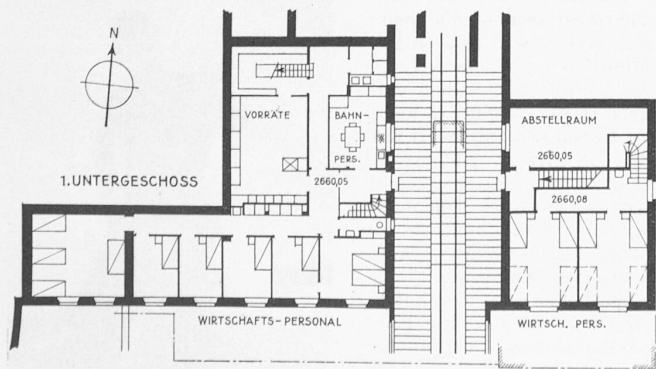 N
VORRÄTE
BAHN-
PERS.
ABSTELLRAUM
2660,05
1.UNTERGESCHOSS
2660,05
2660,08
WIRTSCHAFTS-PERSONAL
WIRTSCH. PERS.